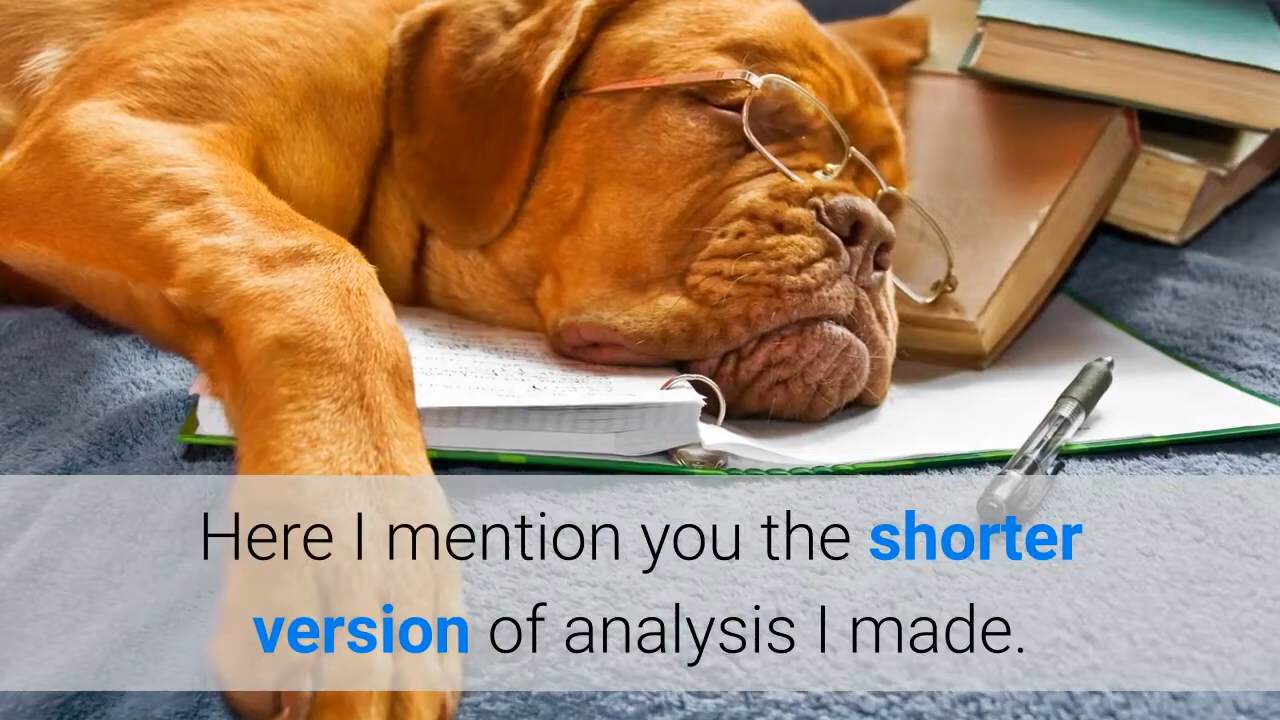 Here I mention you the shorter
version of analysis I made.